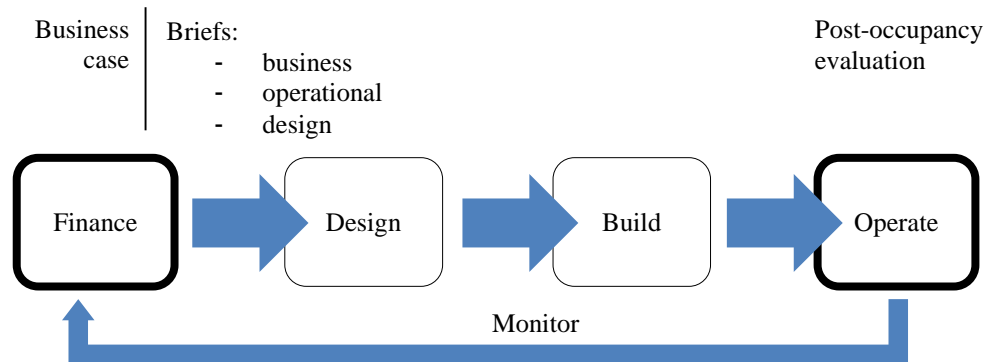 Business
case
Briefs:
- business
- operational
- design
Post-occupancy
evaluation
Finance
Design
Build
Operate
Monitor